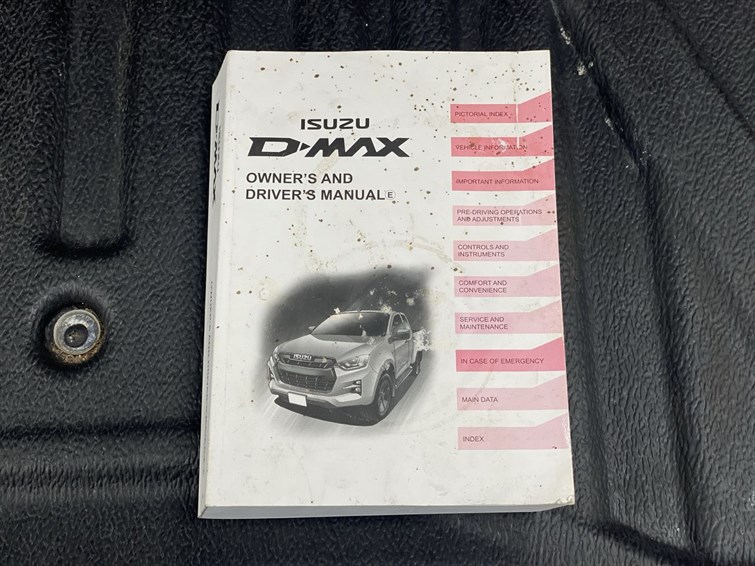 ISUZU
D-MAX
OWNER'S AND
DRIVER'S MANUAL E
PICTORIAL INDEX
VEHICLE INFORMATION
IMPORTANT INFORMATION
PRE-DRIVING OPERATIONS
AND ADJUSTMENTS
CONTROLS AND
INSTRUMENTS
COMFORT AND
CONVENIENCE
SERVICE AND
MAINTENANCE
IN CASE OF EMERGENCY
MAIN DATA
INDEX
ISUZU